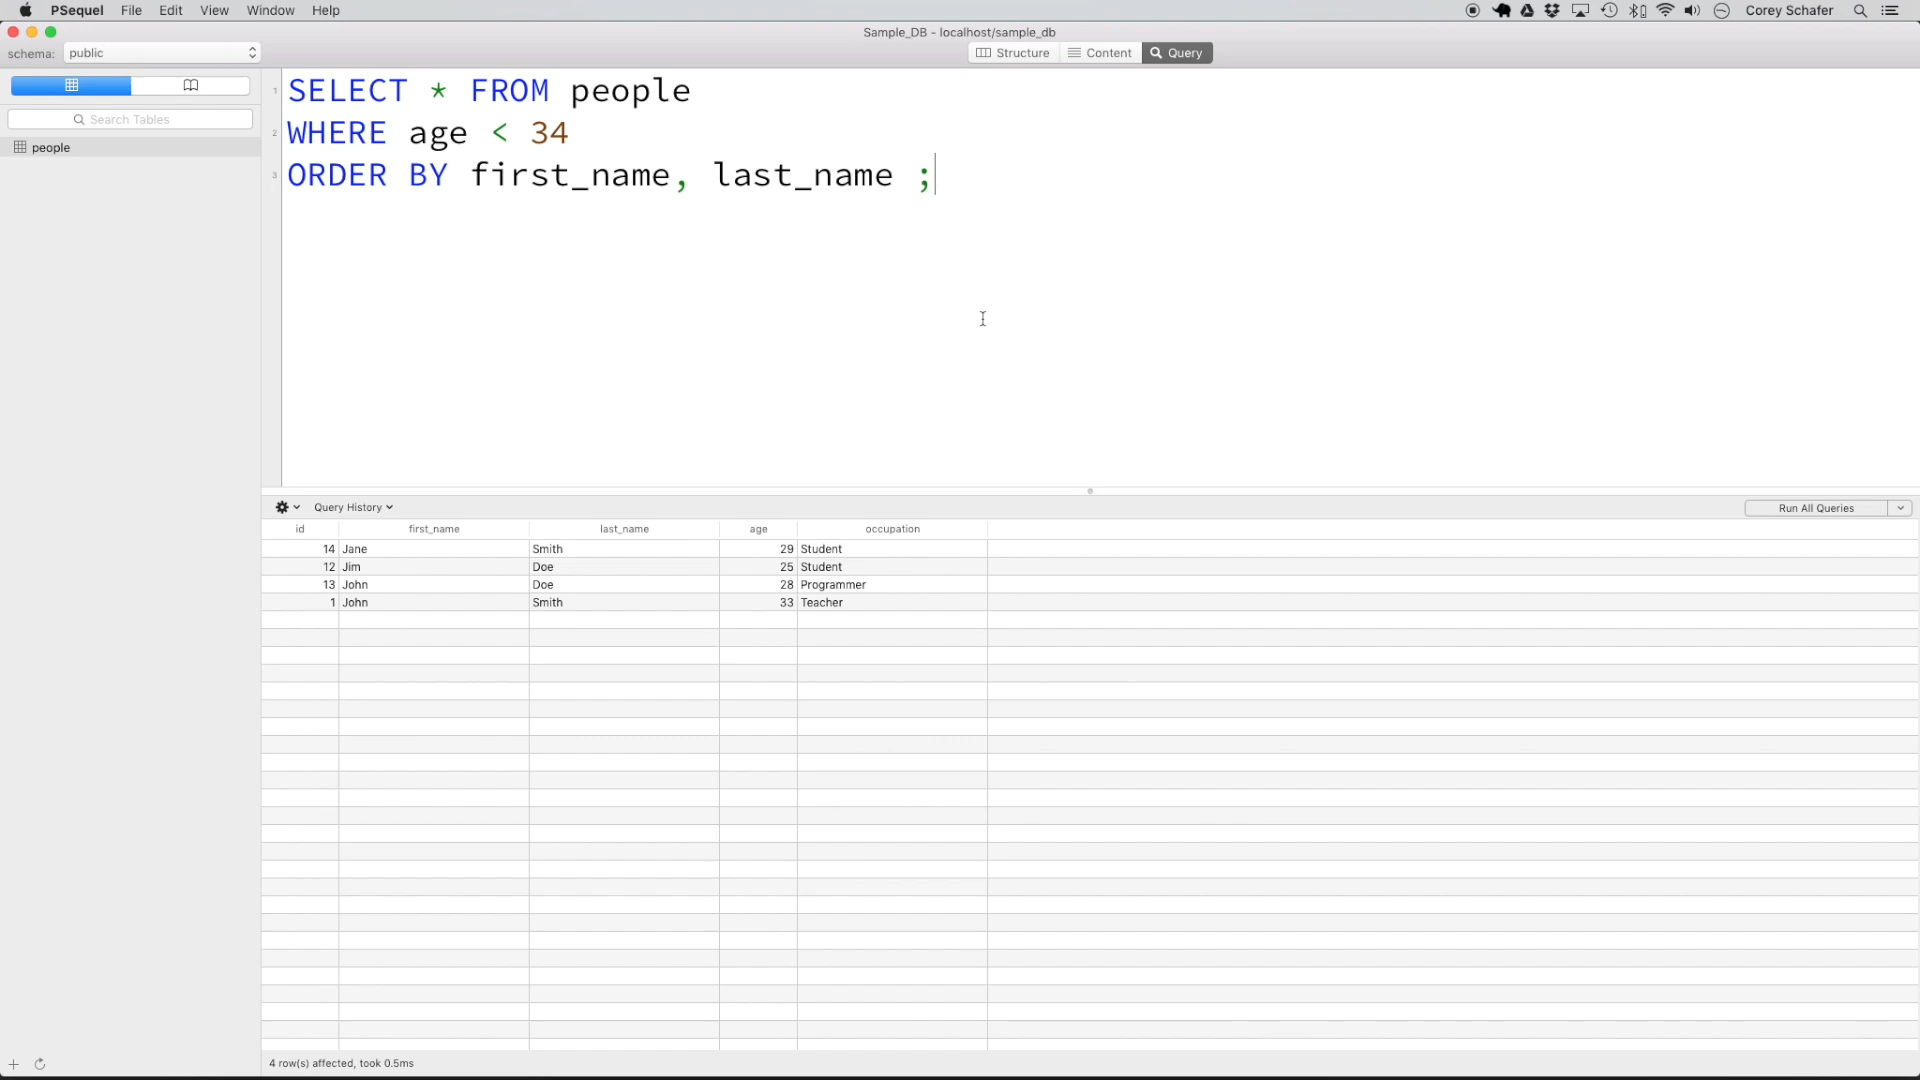 PSequel File Edit View Window Help Corey Schafer
Sample_DB - localhost/sample_db
schema: public Structure Content Query
Search Tables
people
1 SELECT * FROM people
2 WHERE age < 34
3 ORDER BY first_name, last_name ;
Query History Run All Queries
id first_name last_name age occupation
14 Jane Smith 29 Student
12 Jim Doe 25 Student
13 John Doe 28 Programmer
1 John Smith 33 Teacher
4 row(s) affected, took 0.5ms